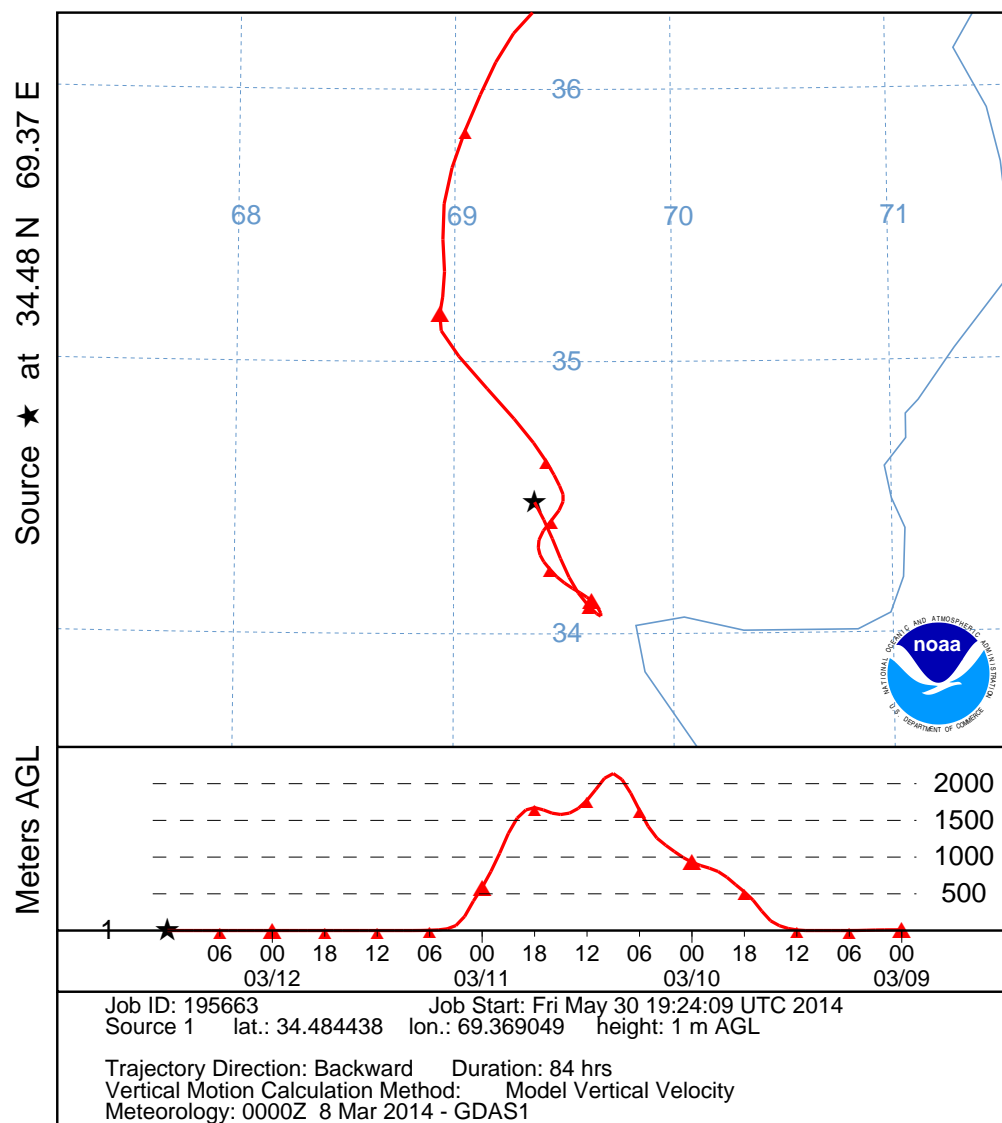 Source ★ at 34.48 N 69.37 E
36
68
69
70
71
35
34
NATIONAL OCEANIC AND ATMOSPHERIC ADMINISTRATION
noaa
U.S. DEPARTMENT OF COMMERCE
Meters AGL
2000
1500
1000
500
1
06 00 18 12 06 00 18 12 06 00 18 12 06 00
03/12 03/11 03/10 03/09
Job ID: 195663 Job Start: Fri May 30 19:24:09 UTC 2014
Source 1 lat.: 34.484438 lon.: 69.369049 height: 1 m AGL
Trajectory Direction: Backward Duration: 84 hrs
Vertical Motion Calculation Method: Model Vertical Velocity
Meteorology: 0000Z 8 Mar 2014 - GDAS1